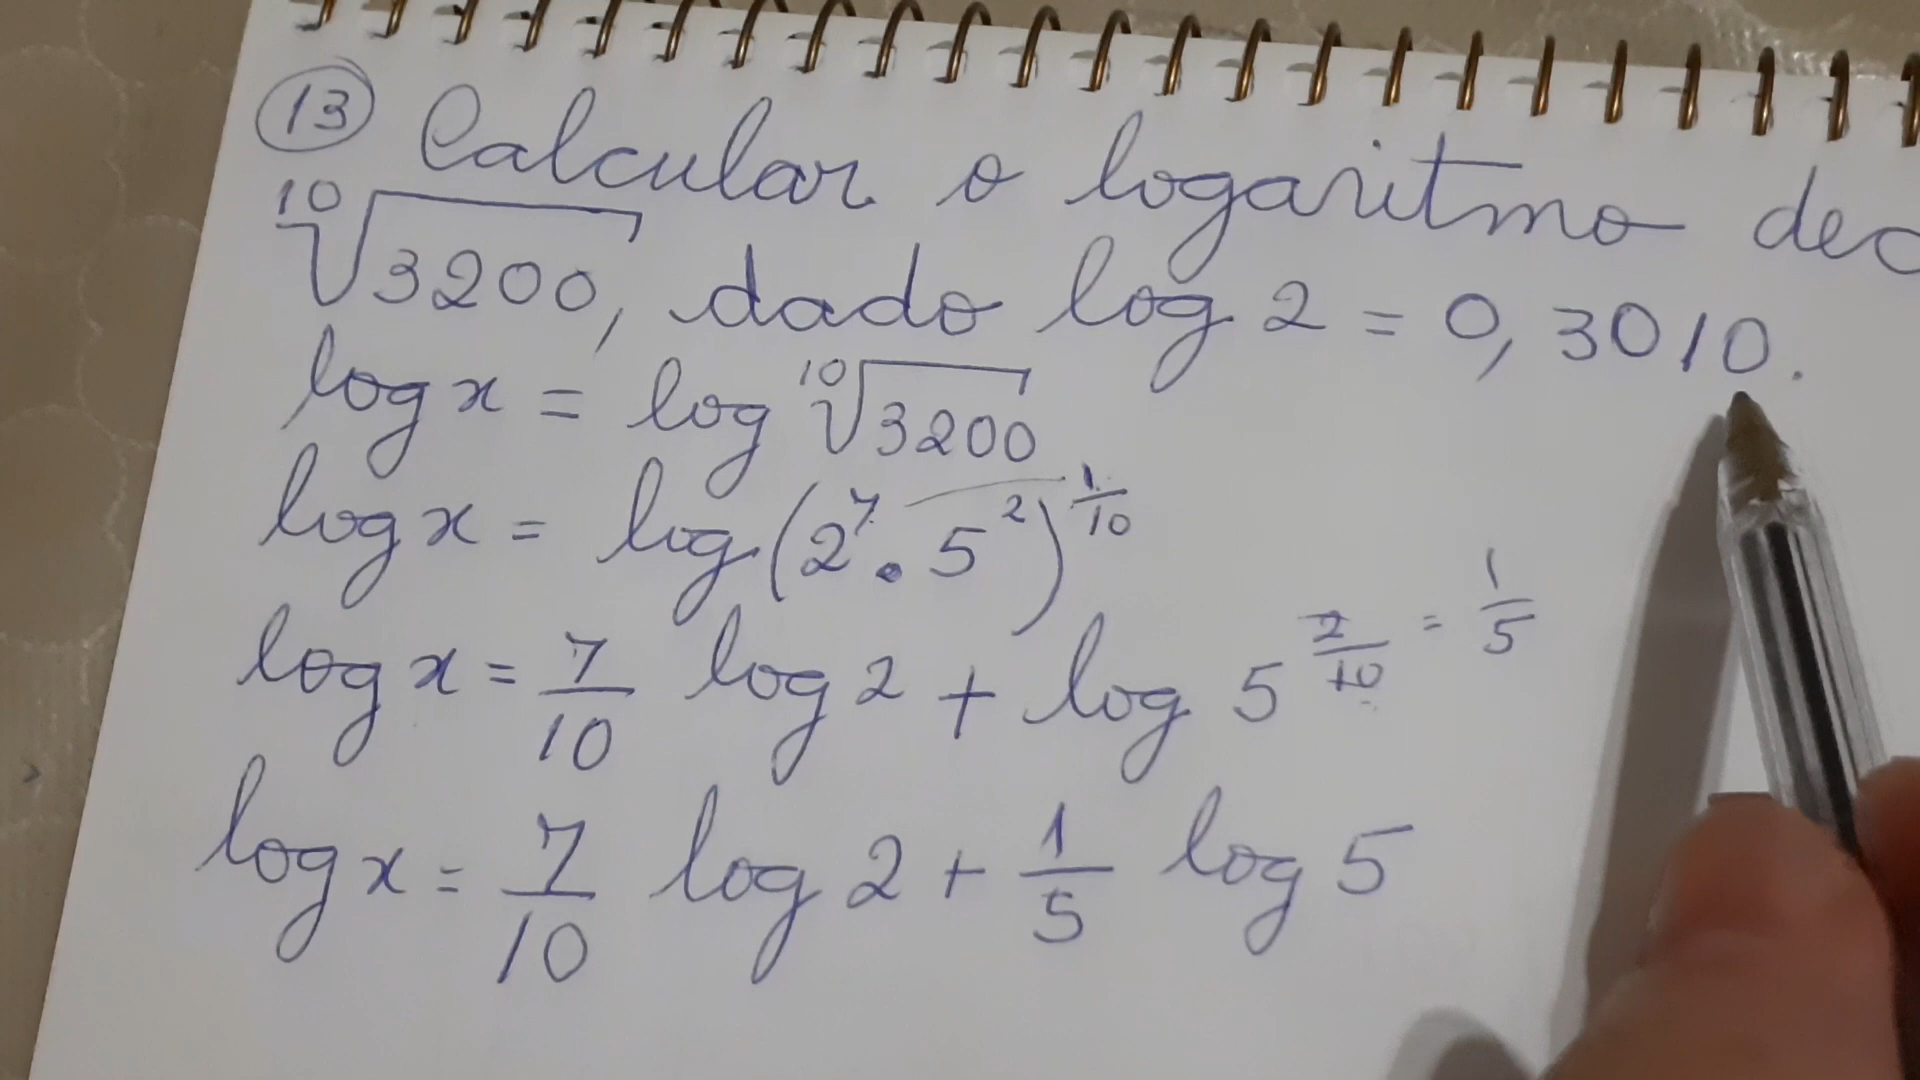 13 Calcular o logaritmo dec
¹⁰√3200, dado log 2 = 0,3010.
log x = log ¹⁰√3200
log x = log (2⁷ . 5²)^1/10
log x = 7/10 log 2 + log 5^2/10 = 1/5
log x = 7/10 log 2 + 1/5 log 5